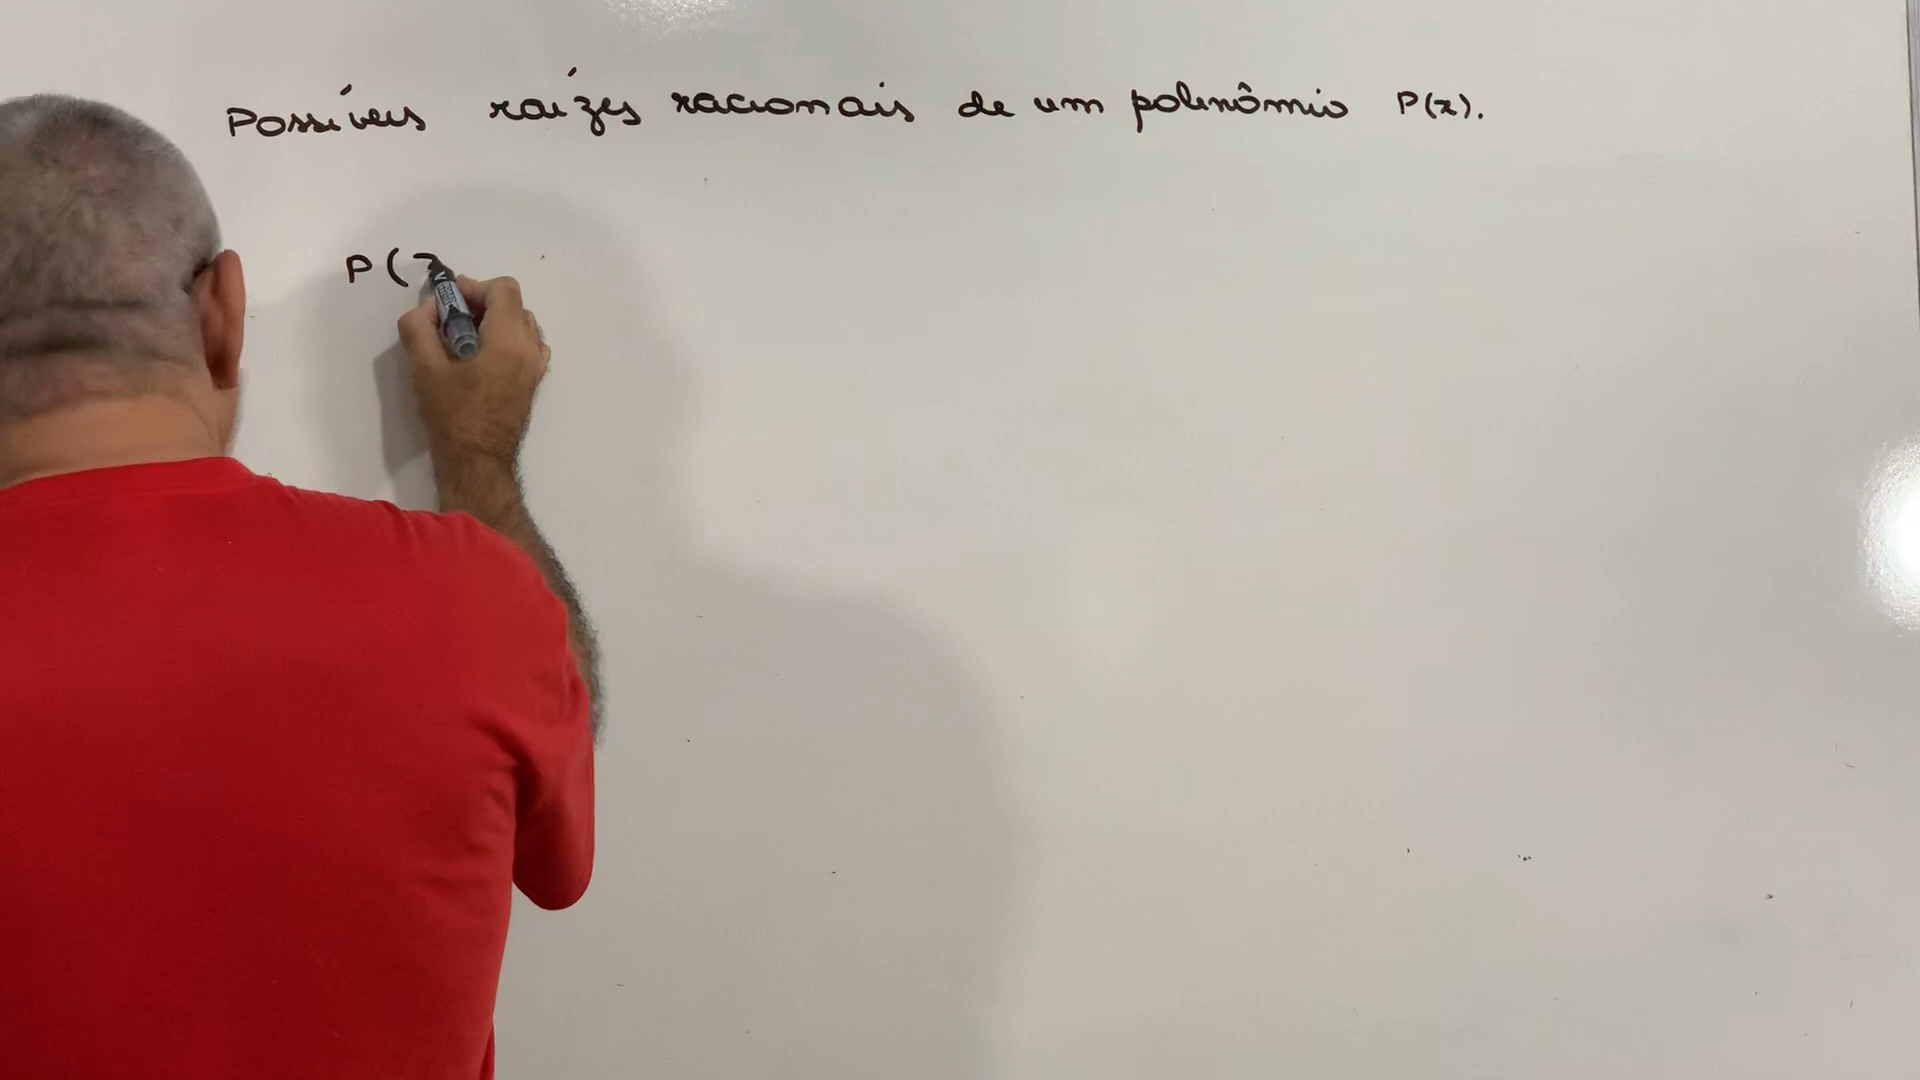 Possíveis raízes racionais de um polinômio P(x).
P(